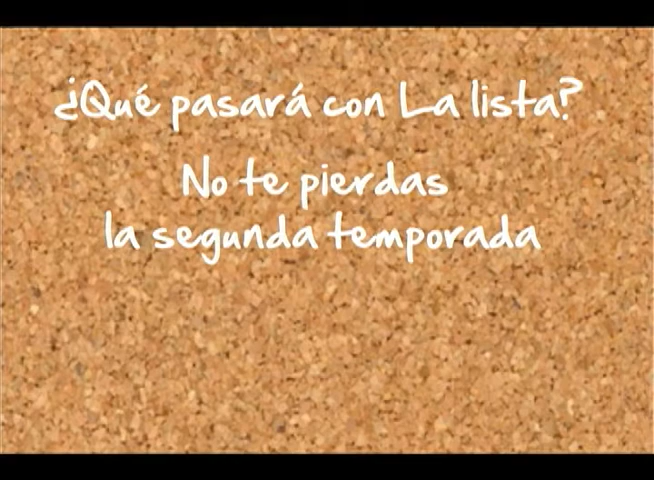 ¿Qué pasará con La lista?
No te pierdas
la segunda temporada